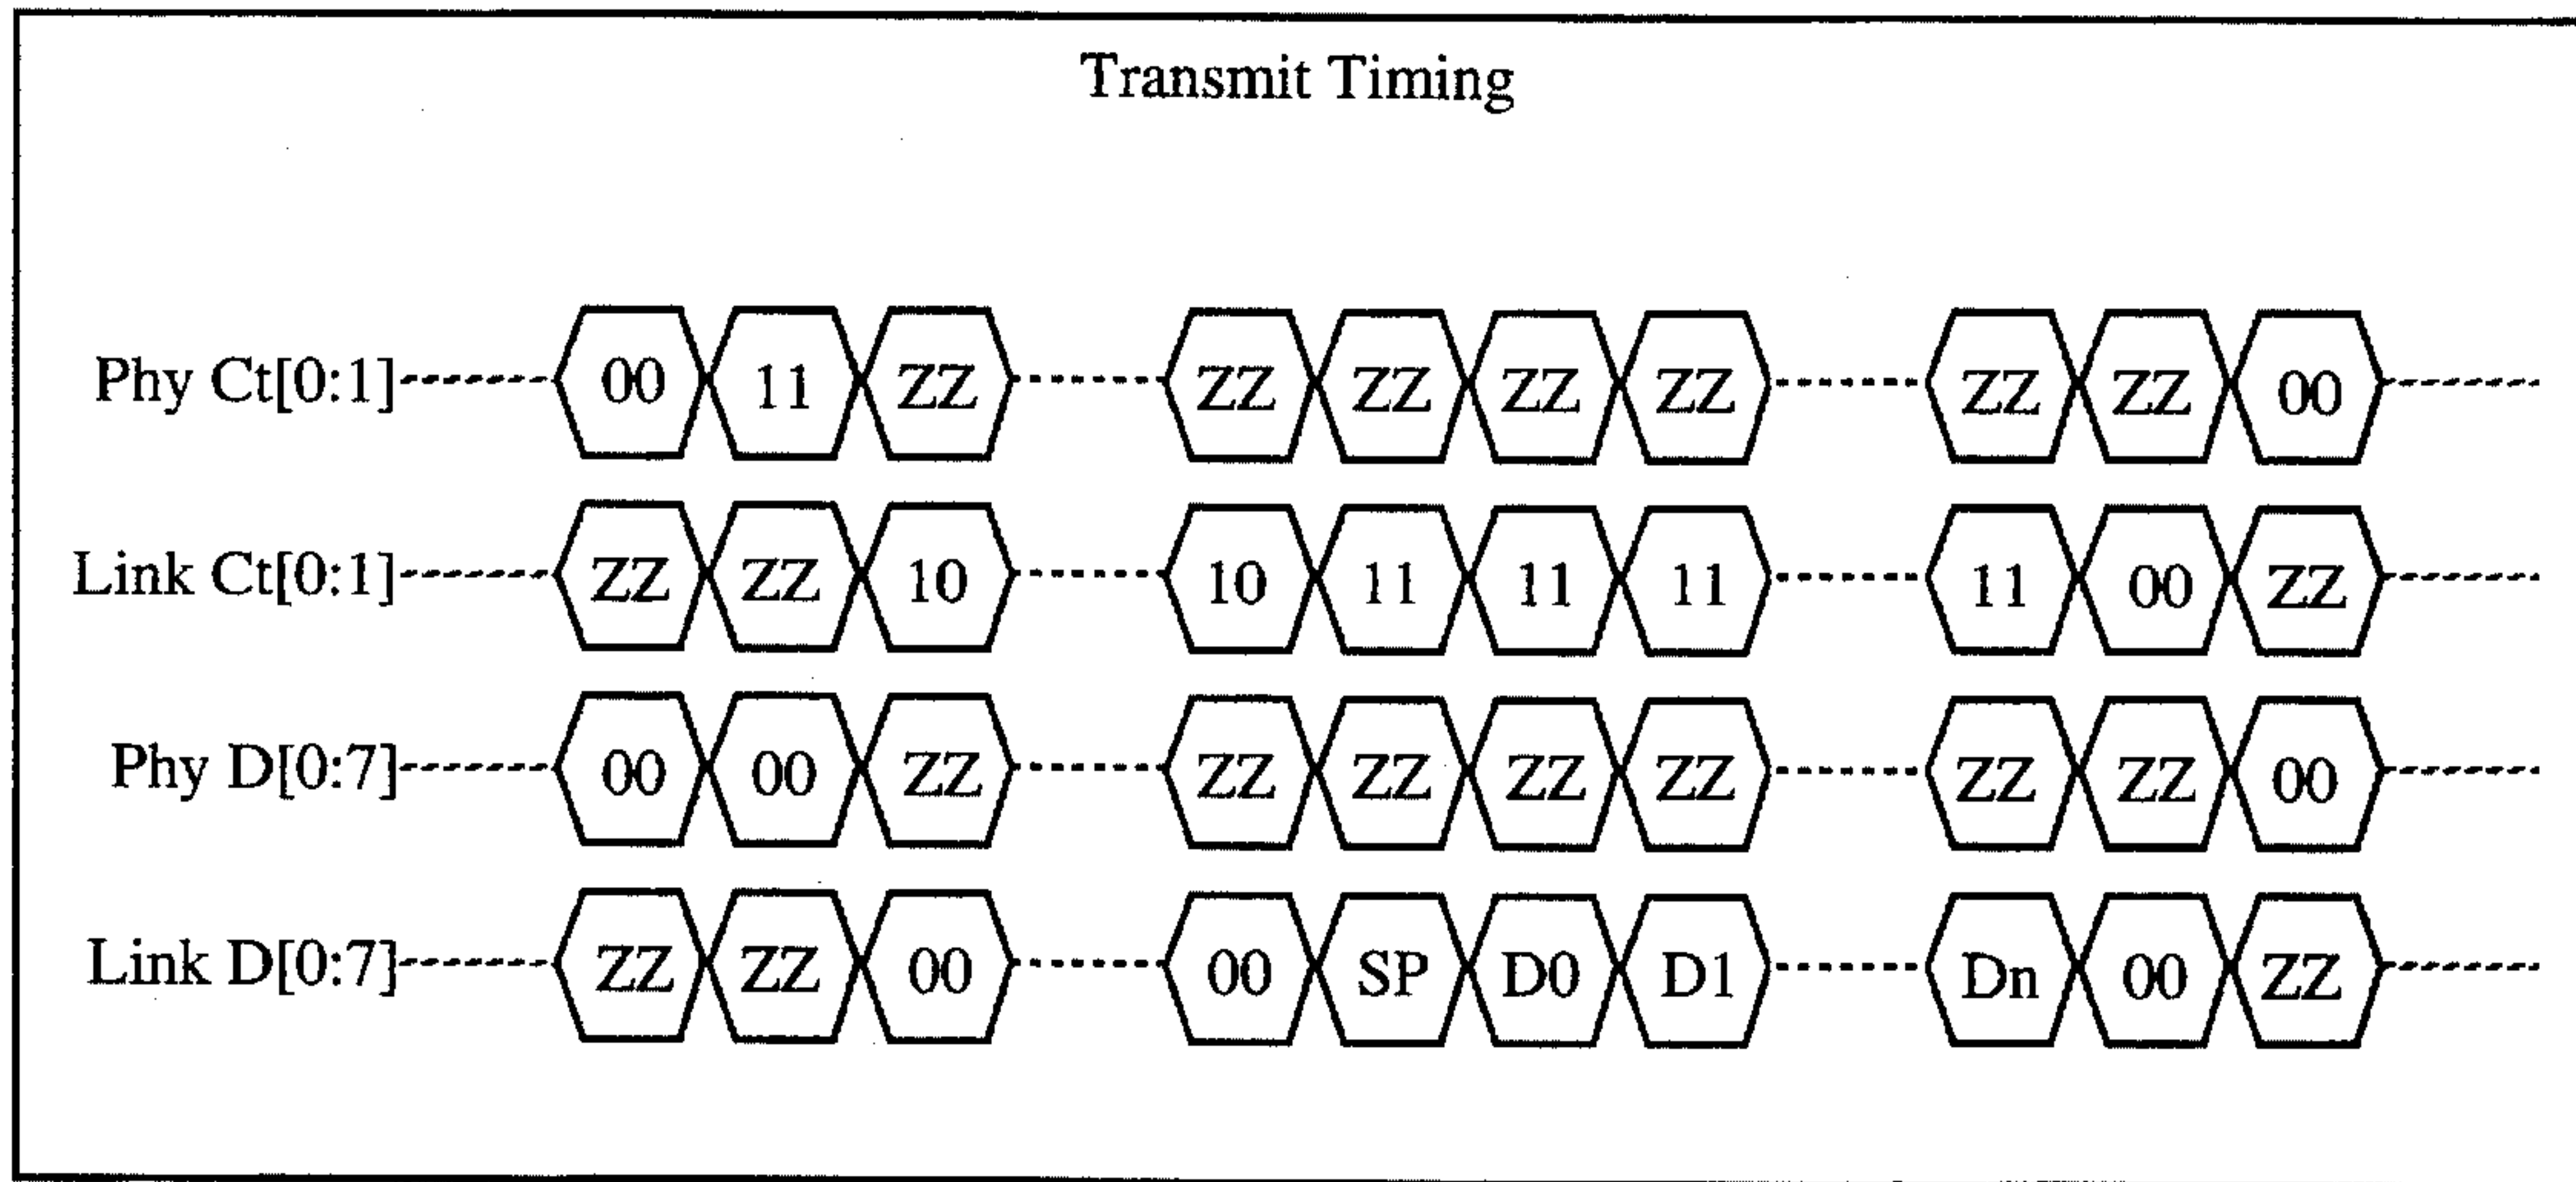 Transmit Timing
Phy Ct[0:1] 00 11 ZZ ZZ ZZ ZZ ZZ ZZ ZZ 00
Link Ct[0:1] ZZ ZZ 10 10 11 11 11 11 00 ZZ
Phy D[0:7] 00 00 ZZ ZZ ZZ ZZ ZZ ZZ ZZ 00
Link D[0:7] ZZ ZZ 00 00 SP D0 D1 Dn 00 ZZ